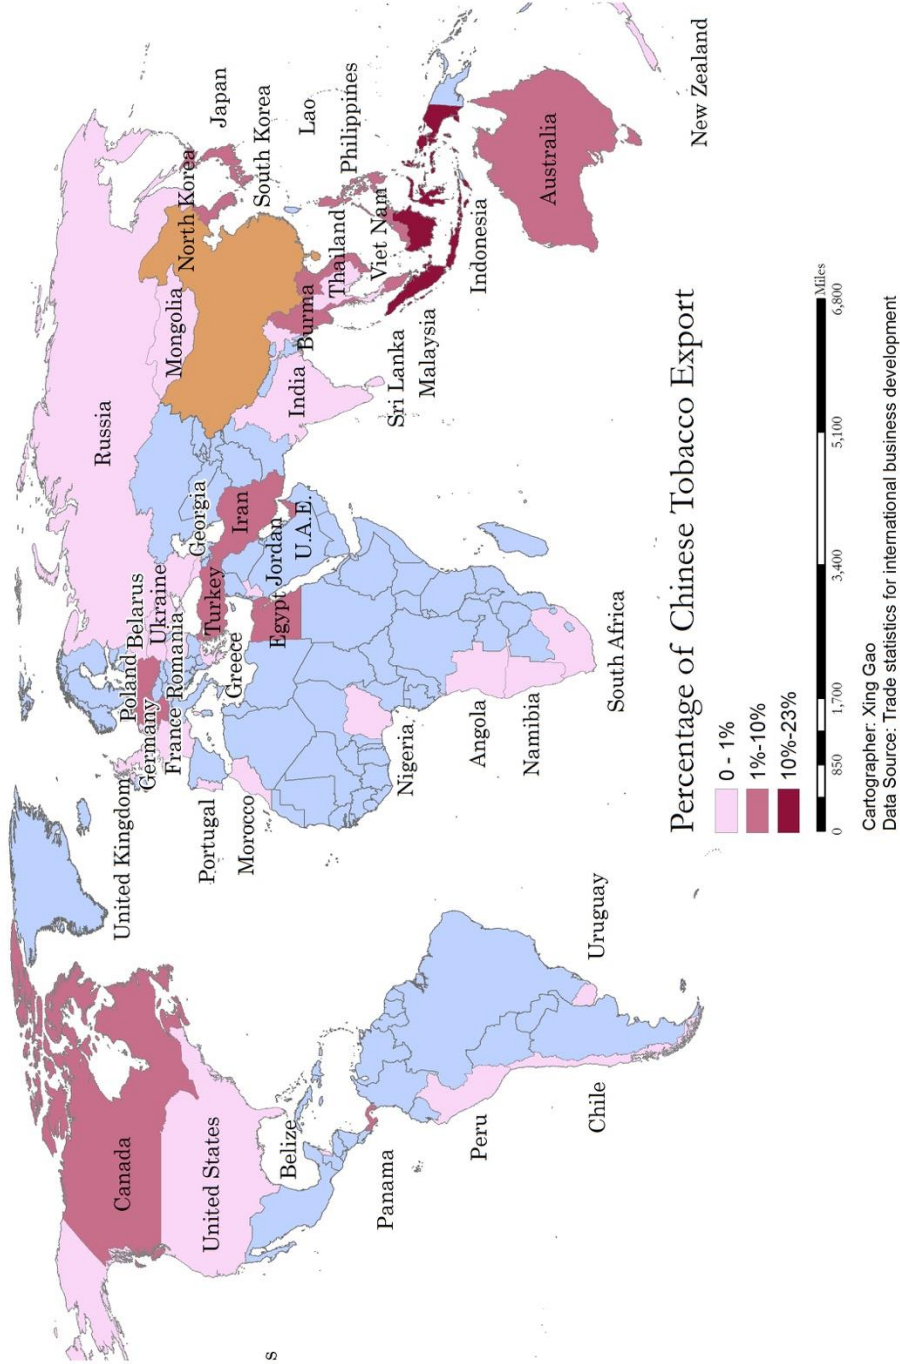 Russia
Mongolia
North Korea
Japan
South Korea
Lao
Philippines
Thailand
Viet Nam
Burma
India
Sri Lanka
Malaysia
Indonesia
Australia
New Zealand
Georgia
Iran
Turkey
Jordan
U.A.E.
Egypt
Belarus
Ukraine
Poland
Romania
Germany
France
Greece
United Kingdom
Portugal
Morocco
Nigeria
Angola
Namibia
South Africa
Canada
United States
Belize
Panama
Peru
Chile
Uruguay
s
Percentage of Chinese Tobacco Export
0 - 1%
1%-10%
10%-23%
0 850 1,700 3,400 5,100 6,800
Miles
Cartographer: Xing Gao
Data Source: Trade statistics for international business development